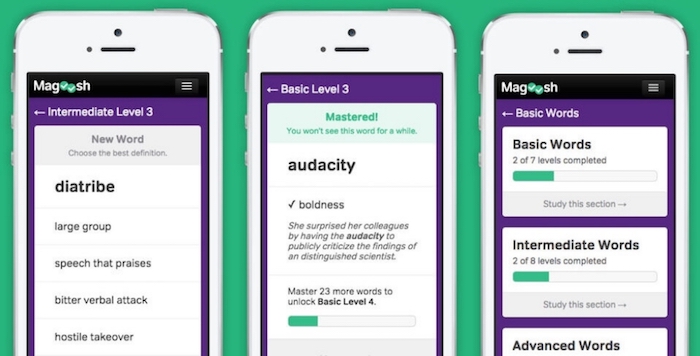 Magoosh
← Intermediate Level 3
New Word
Choose the best definition.
diatribe
large group
speech that praises
bitter verbal attack
hostile takeover
← Basic Level 3
Mastered!
You won't see this word for a while.
audacity
✓ boldness
She surprised her colleagues
by having the audacity to
publicly criticize the findings of
an distinguished scientist.
Master 23 more words to
unlock Basic Level 4.
Magoosh
← Basic Words
Basic Words
2 of 7 levels completed
Study this section →
Intermediate Words
2 of 8 levels completed
Study this section →
Advanced Words